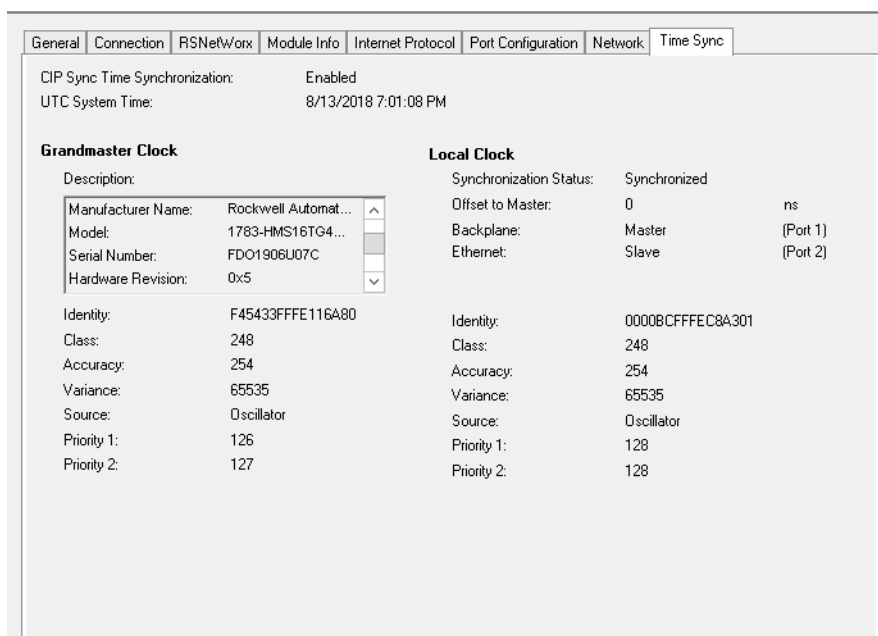 General Connection RSNetWorx Module Info Internet Protocol Port Configuration Network Time Sync
CIP Sync Time Synchronization: Enabled
UTC System Time: 8/13/2018 7:01:08 PM
Grandmaster Clock
Description:
Manufacturer Name: Rockwell Automat...
Model: 1783-HMS16TG4...
Serial Number: FDO1906U07C
Hardware Revision: 0x5
Identity: F45433FFFE116A80
Class: 248
Accuracy: 254
Variance: 65535
Source: Oscillator
Priority 1: 126
Priority 2: 127
Local Clock
Synchronization Status: Synchronized
Offset to Master: 0 ns
Backplane: Master (Port 1)
Ethernet: Slave (Port 2)
Identity: 0000BCFFFEC8A301
Class: 248
Accuracy: 254
Variance: 65535
Source: Oscillator
Priority 1: 128
Priority 2: 128